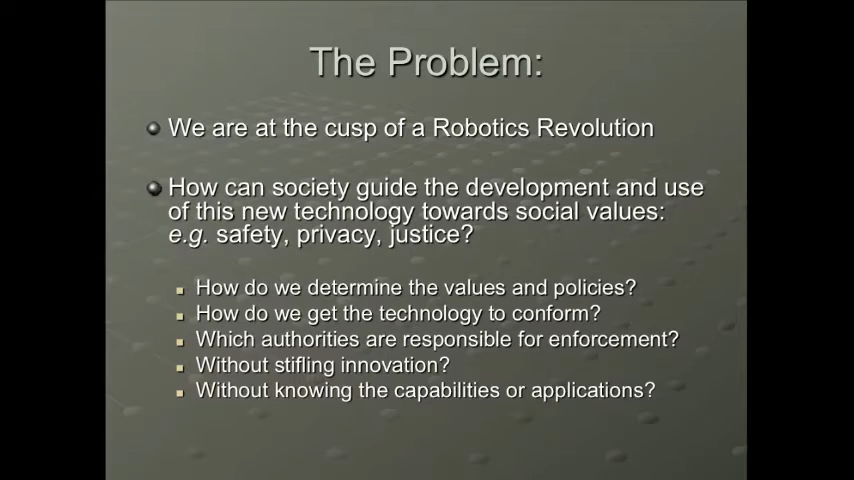 The Problem:
We are at the cusp of a Robotics Revolution
How can society guide the development and use
of this new technology towards social values:
e.g. safety, privacy, justice?
How do we determine the values and policies?
How do we get the technology to conform?
Which authorities are responsible for enforcement?
Without stifling innovation?
Without knowing the capabilities or applications?